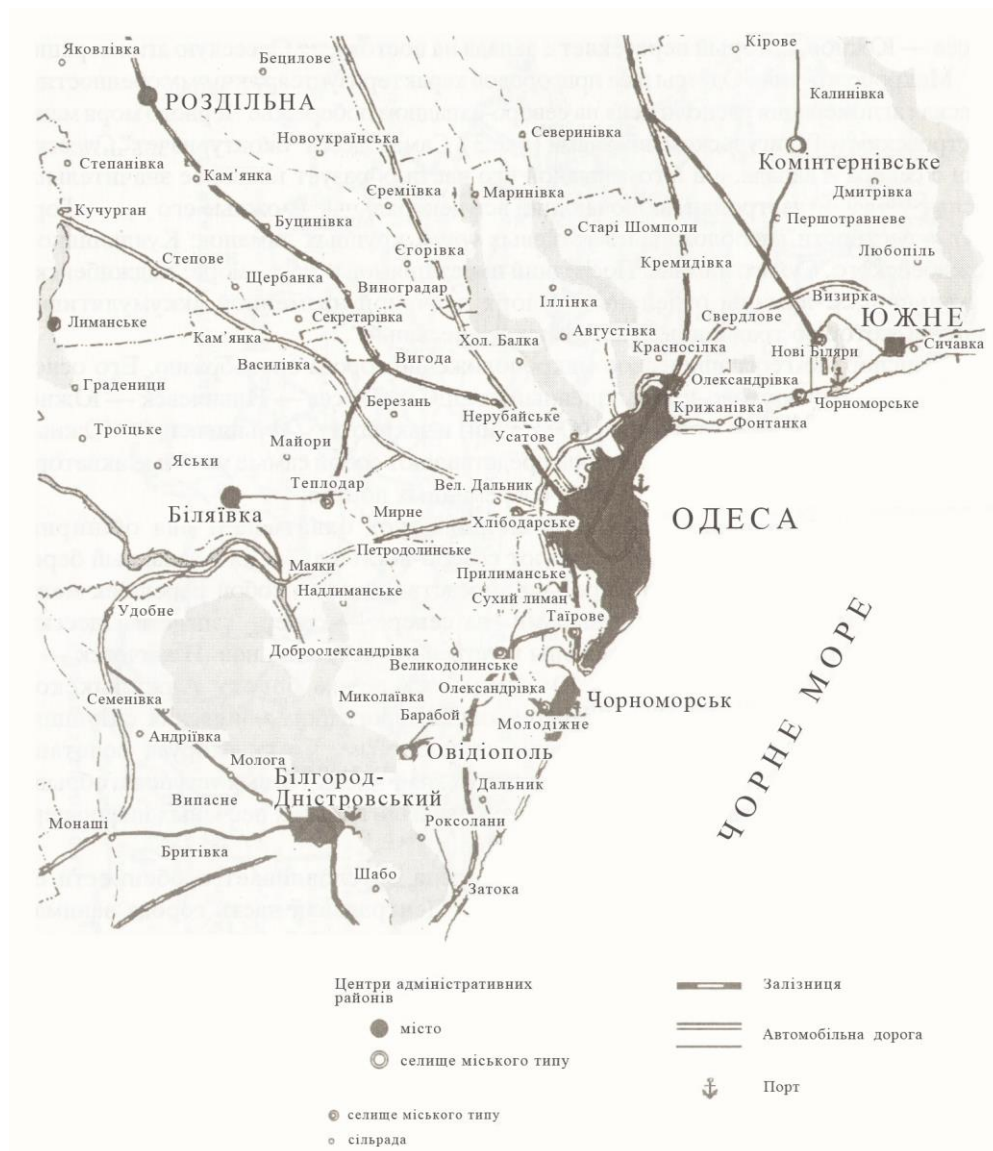 Кірове
Яковлівка
Бецилове
Калинівка
РОЗДІЛЬНА
Северинівка
Новоукраїнська
Комінтернівське
Степанівка
Кам'янка
Єреміївка
Маринівка
Дмитрівка
Кучурган
Буцинівка
Першотравневе
Старі Шомполи
Єгорівка
Любопіль
Степове
Кремидівка
Щербанка
Виноградар
Іллінка
Визирка
Лиманське
Секретарівка
Свердлове
ЮЖНЕ
Августівка
Кам'янка
Хол. Балка
Сичавка
Красносілка
Нові Біляри
Василівка
Вигода
Олександрівка
Граденици
Березань
Нерубайське
Крижанівка
Чорноморське
Фонтанка
Троїцьке
Майори
Усатове
Яськи
Теплодар
Вел. Дальник
Біляївка
Мирне
Хлібодарське
ОДЕСА
Петродолинське
Маяки
Прилиманське
Надлиманське
Сухий лиман
Удобне
Таїрове
Доброолександрівка
Великодолинське
Семенівка
Миколаївка
Олександрівка
Чорноморськ
Барабой
Молодіжне
Андріївка
Овідіополь
Молога
Білгород-
Дністровський
Дальник
Випасне
Монаші
Роксолани
Бритівка
Шабо
Затока
ЧОРНЕ МОРЕ
Центри адміністративних
районів
місто
селище міського типу
селище міського типу
сільрада
Залізниця
Автомобільна дорога
Порт